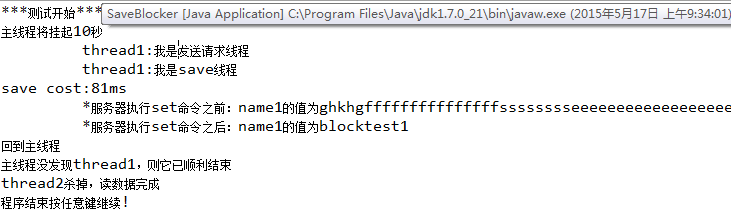 ***测试开始***
SaveBlocker [Java Application] C:\Program Files\Java\jdk1.7.0_21\bin\javaw.exe (2015年5月17日 上午9:34:01)
主线程将挂起10秒
thread1:我是发送请求线程
thread1:我是save线程
save cost:81ms
*服务器执行set命令之前: name1的值为ghkhgfffffffffffffffsssssssseeeeeeeeeeeeeeeeee
*服务器执行set命令之后: name1的值为blocktest1
回到主线程
主线程没发现thread1，则它已顺利结束
thread2杀掉，读数据完成
程序结束按任意键继续!